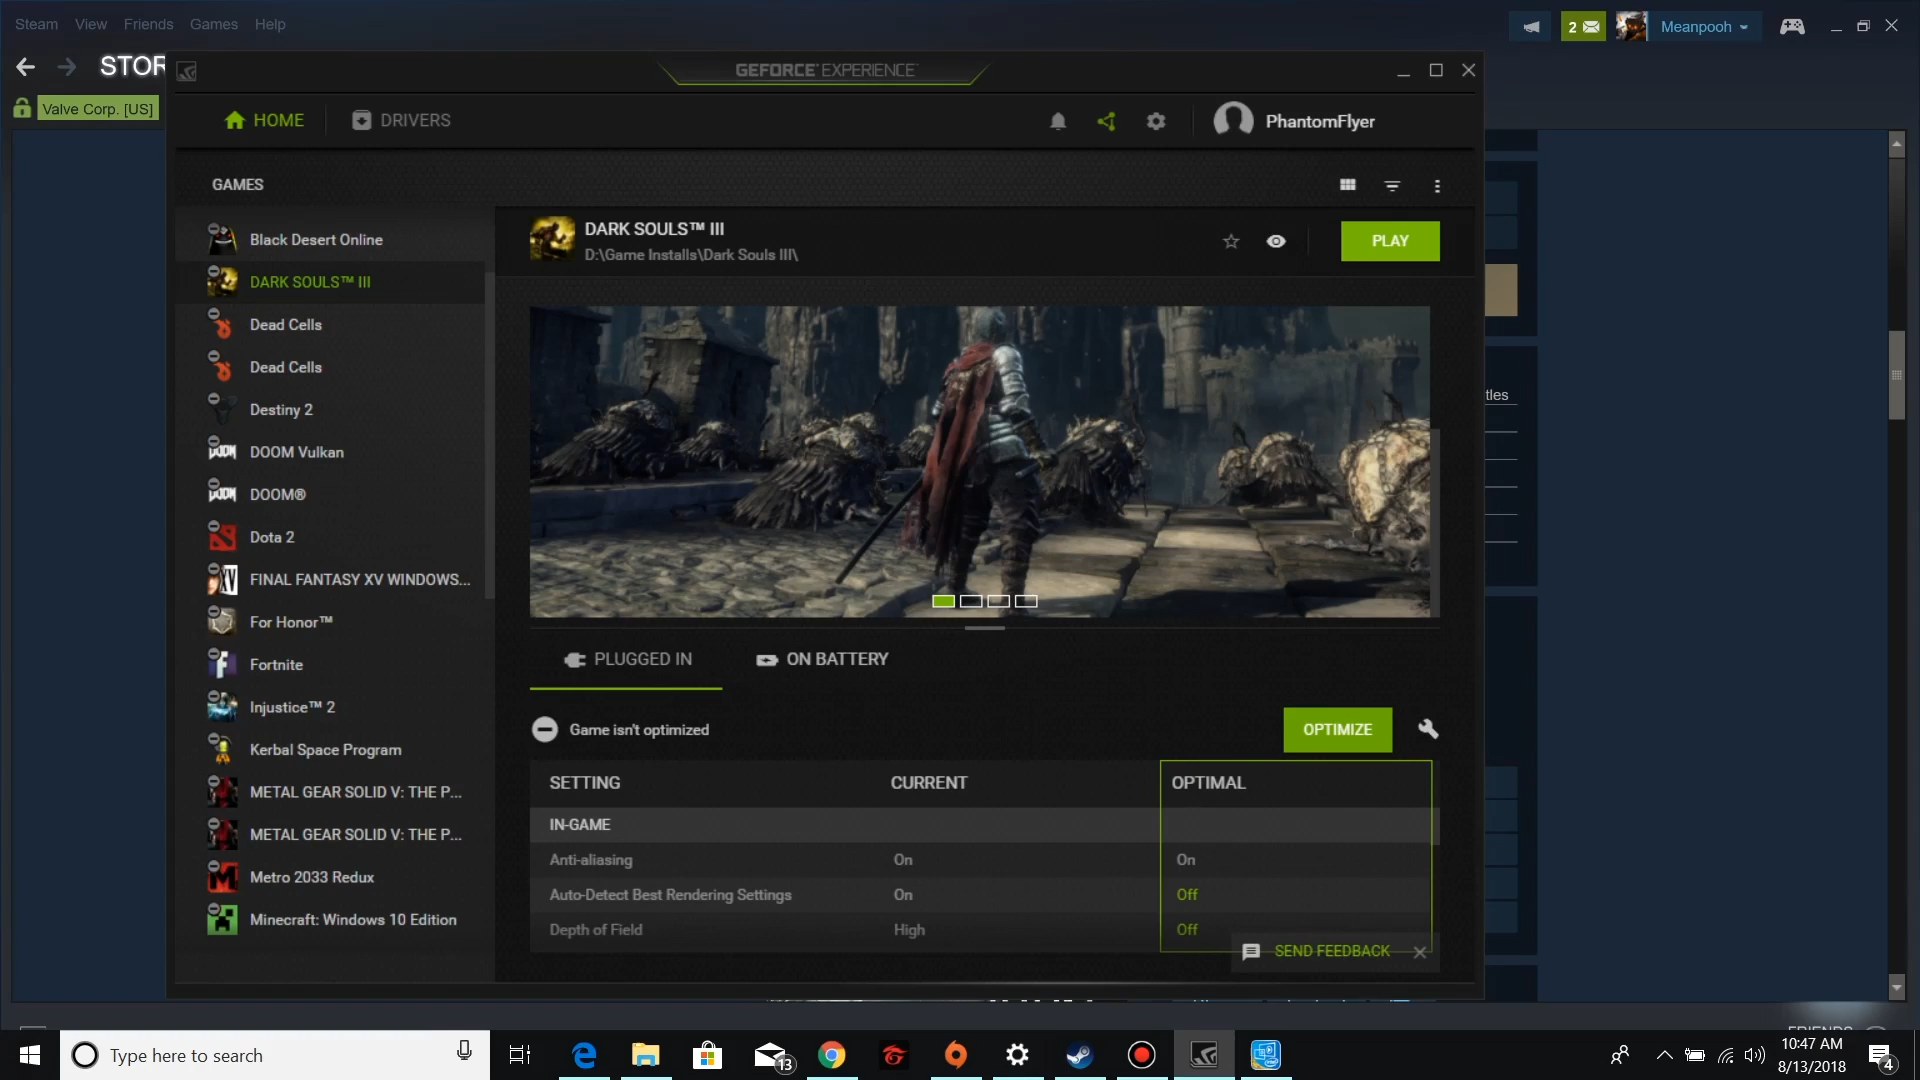 Steam View Friends Games Help
2 Meanpooh
STOR
GEFORCE EXPERIENCE
Valve Corp. [US]
HOME DRIVERS PhantomFlyer
GAMES
Black Desert Online
DARK SOULS™ III
Dead Cells
Dead Cells
Destiny 2
DOOM Vulkan
DOOM®
Dota 2
FINAL FANTASY XV WINDOWS...
For Honor™
Fortnite
Injustice™ 2
Kerbal Space Program
METAL GEAR SOLID V: THE P...
METAL GEAR SOLID V: THE P...
Metro 2033 Redux
Minecraft: Windows 10 Edition
DARK SOULS™ III
D:\Game Installs\Dark Souls III\
PLAY
tles
PLUGGED IN ON BATTERY
Game isn't optimized OPTIMIZE
SETTING CURRENT OPTIMAL
IN-GAME
Anti-aliasing On On
Auto-Detect Best Rendering Settings On Off
Depth of Field High Off
SEND FEEDBACK
Type here to search
13
10:47 AM
8/13/2018
4